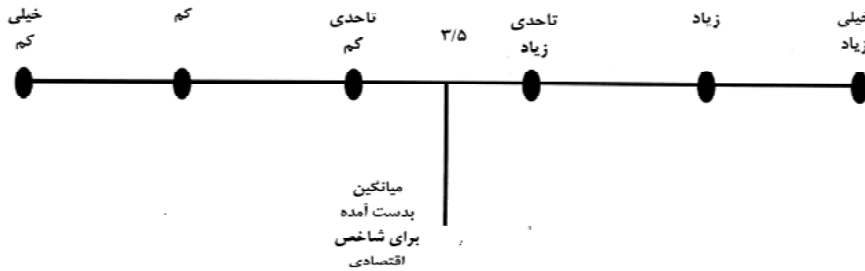 خیلی
زیاد
زیاد
تاحدی
زیاد
۳/۵
تاحدی
کم
کم
خیلی
کم
میانگین
بدست آمده
برای شاخص
اقتصادی